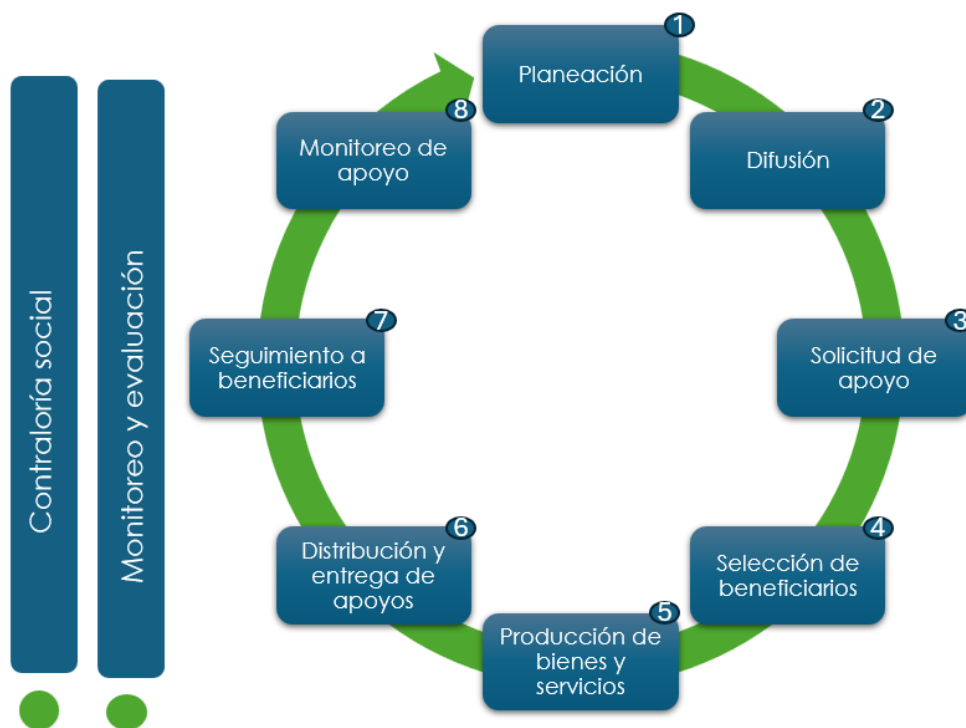 Contraloría social
Monitoreo y evaluación
1
Planeación
2
Difusión
3
Solicitud de
apoyo
4
Selección de
beneficiarios
5
Producción de
bienes y
servicios
6
Distribución y
entrega de
apoyos
7
Seguimiento a
beneficiarios
8
Monitoreo de
apoyo